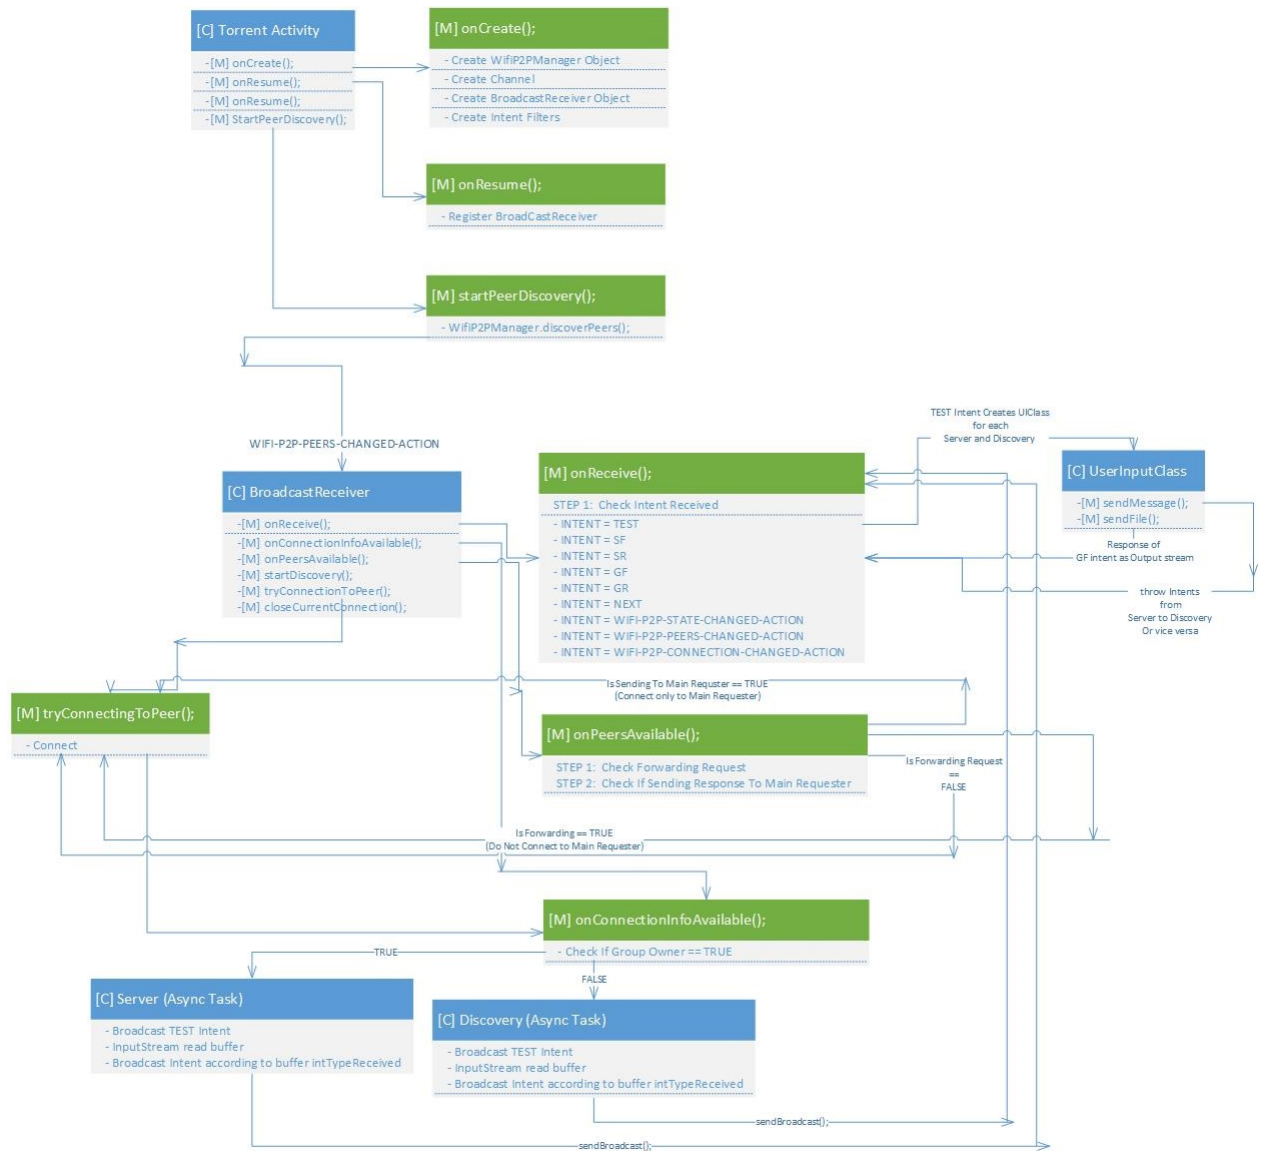 [C] Torrent Activity
-[M] onCreate();
-[M] onResume();
-[M] onResume();
-[M] StartPeerDiscovery();
[M] onCreate();
- Create WifiP2PManager Object
- Create Channel
- Create BroadcastReceiver Object
- Create Intent Filters
[M] onResume();
- Register BroadCastReceiver
[M] startPeerDiscovery();
- WifiP2PManager.discoverPeers();
WIFI-P2P-PEERS-CHANGED-ACTION
[C] BroadcastReceiver
-[M] onReceive();
-[M] onConnectionInfoAvailable();
-[M] onPeersAvailable();
-[M] startDiscovery();
-[M] tryConnectionToPeer();
-[M] closeCurrentConnection();
[M] onReceive();
STEP 1: Check Intent Received
- INTENT = TEST
- INTENT = SF
- INTENT = SR
- INTENT = GF
- INTENT = GR
- INTENT = NEXT
- INTENT = WIFI-P2P-STATE-CHANGED-ACTION
- INTENT = WIFI-P2P-PEERS-CHANGED-ACTION
- INTENT = WIFI-P2P-CONNECTION-CHANGED-ACTION
TEST Intent Creates UIClass
for each
Server and Discovery
[C] UserInputClass
-[M] sendMessage();
-[M] sendFile();
Response of
GF intent as Output stream
throw Intents
from
Server to Discovery
Or vice versa
[M] tryConnectingToPeer();
- Connect
Is Sending To Main Requster == TRUE
(Connect only to Main Requester)
[M] onPeersAvailable();
STEP 1: Check Forwarding Request
STEP 2: Check If Sending Response To Main Requester
Is Forwarding Request
==
FALSE
Is Forwarding == TRUE
(Do Not Connect to Main Requester)
[M] onConnectionInfoAvailable();
- Check If Group Owner == TRUE
TRUE
FALSE
[C] Server (Async Task)
- Broadcast TEST Intent
- InputStream read buffer
- Broadcast Intent according to buffer intTypeReceived
[C] Discovery (Async Task)
- Broadcast TEST Intent
- InputStream read buffer
- Broadcast Intent according to buffer intTypeReceived
sendBroadcast();
sendBroadcast();